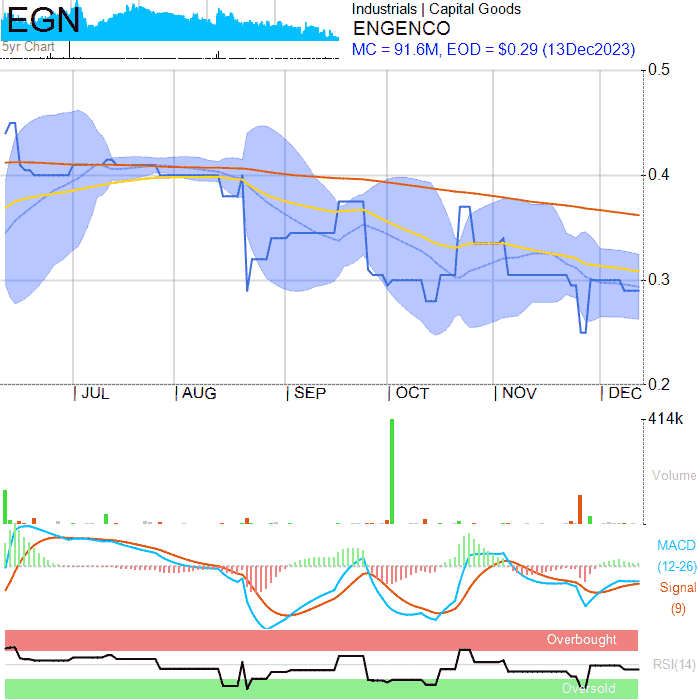 EGN
5yr Chart
Industrials | Capital Goods
ENGENCO
MC = 91.6M, EOD = $0.29 (13Dec2023)
0.5
0.4
0.3
0.2
JUL AUG SEP OCT NOV DEC
414k
Volume
MACD
(12-26)
Signal
(9)
Overbought
RSI(14)
Oversold